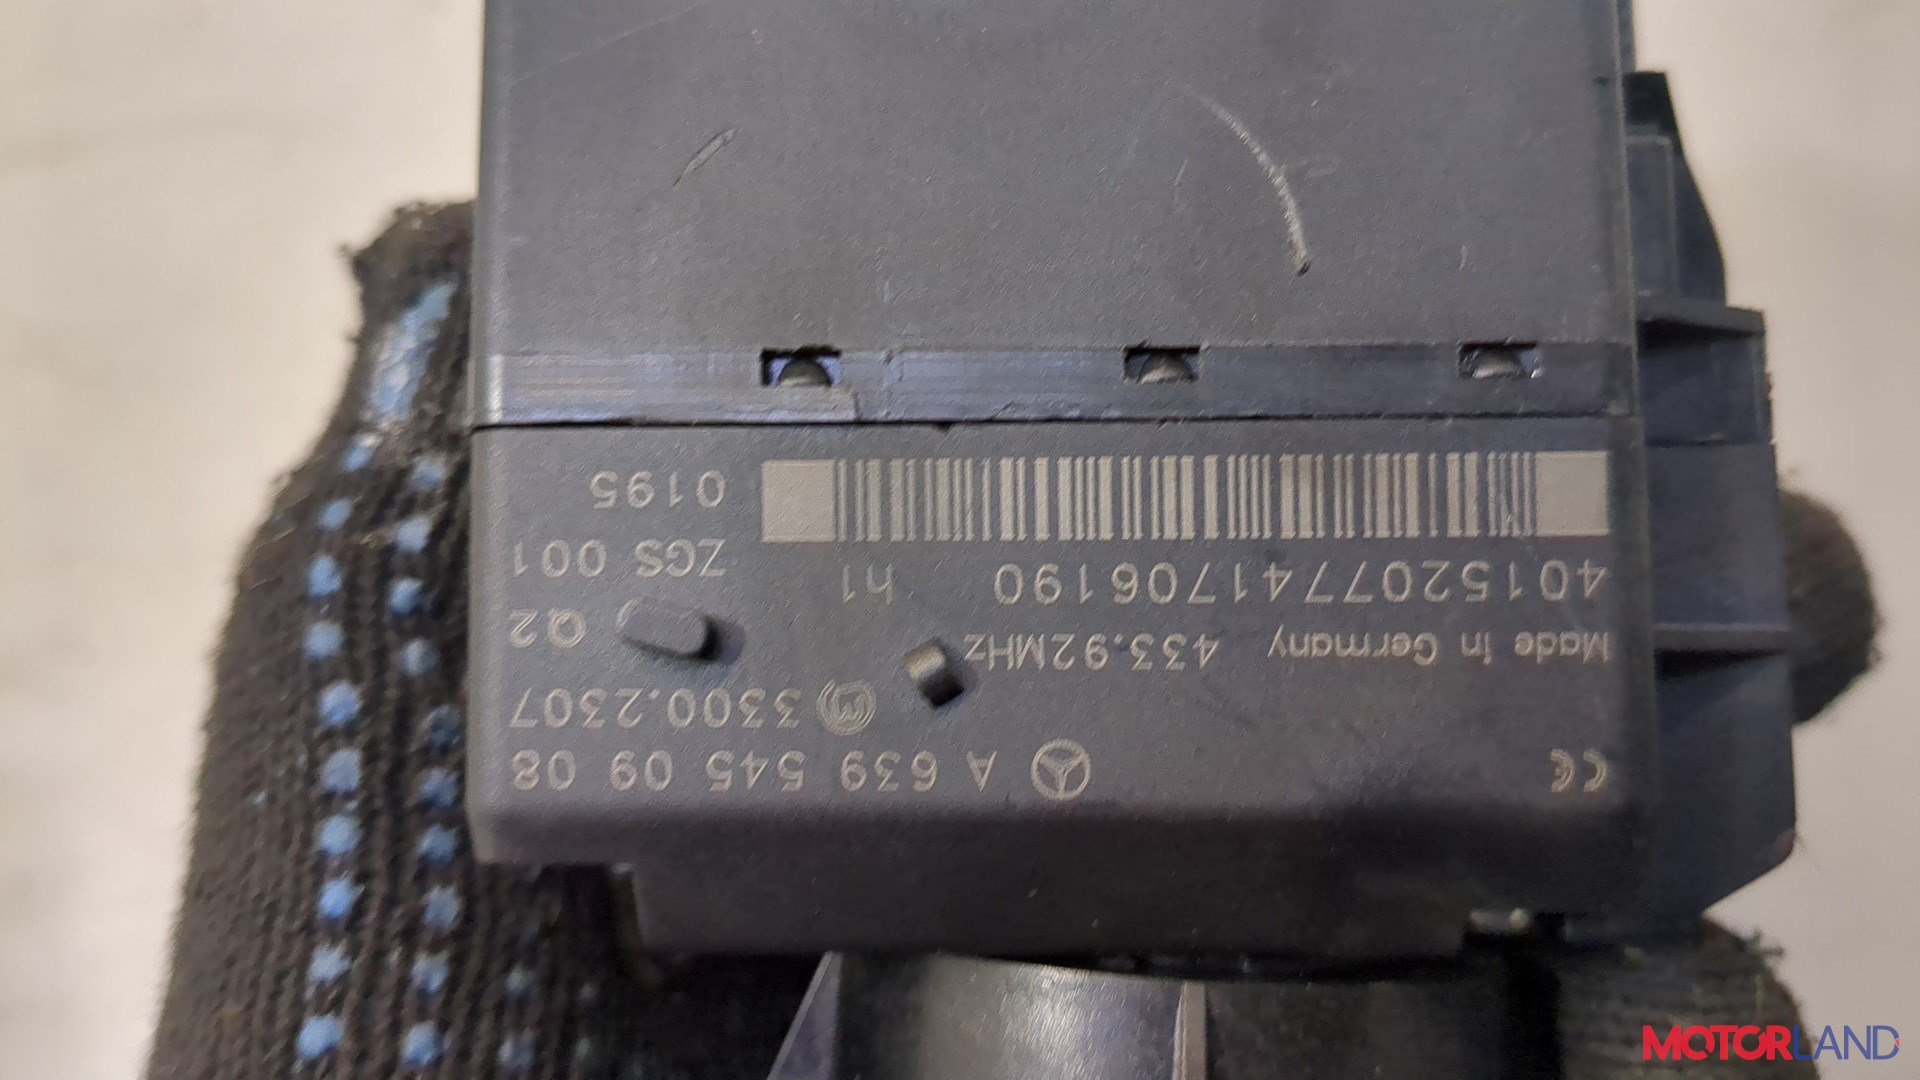 CE A 639 545 09 08
M 3300.2307
Made in Germany 433.92MHz Q2
4015207741706190 h1 ZGS 001
0195
MOTORLAND